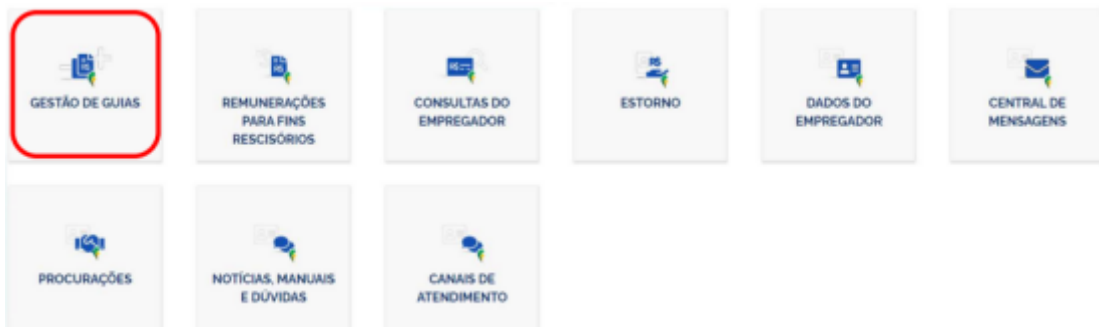 GESTÃO DE GUIAS
REMUNERAÇÕES
PARA FINS
RESCISÓRIOS
CONSULTAS DO
EMPREGADOR
ESTORNO
DADOS DO
EMPREGADOR
CENTRAL DE
MENSAGENS
PROCURAÇÕES
NOTÍCIAS, MANUAIS
E DÚVIDAS
CANAIS DE
ATENDIMENTO